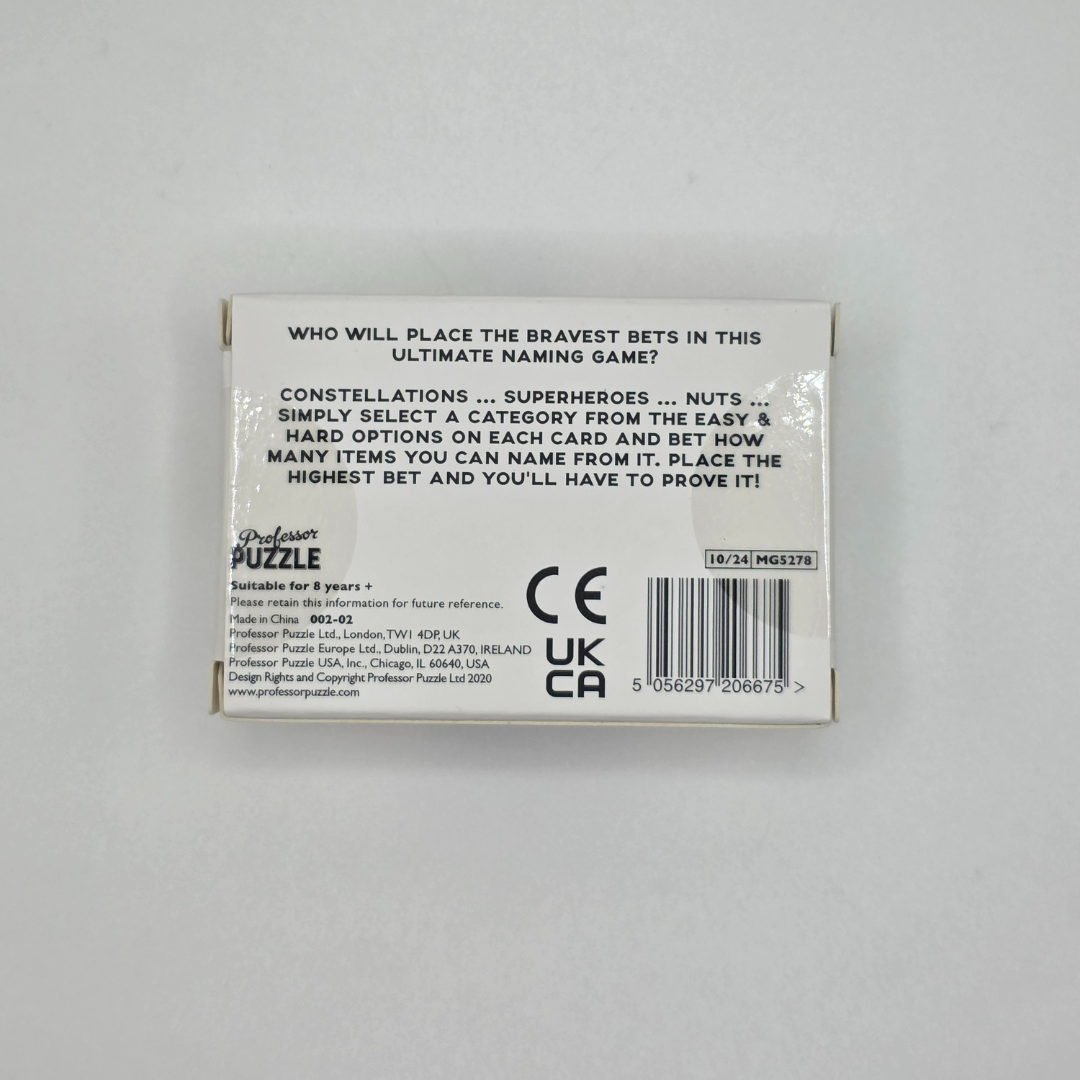 WHO WILL PLACE THE BRAVEST BETS IN THIS
ULTIMATE NAMING GAME?
CONSTELLATIONS ... SUPERHEROES ... NUTS ...
SIMPLY SELECT A CATEGORY FROM THE EASY &
HARD OPTIONS ON EACH CARD AND BET HOW
MANY ITEMS YOU CAN NAME FROM IT. PLACE THE
HIGHEST BET AND YOU'LL HAVE TO PROVE IT!
Professor
PUZZLE
Suitable for 8 years +
Please retain this information for future reference.
Made in China 002-02
Professor Puzzle Ltd., London, TW1 4DP, UK
Professor Puzzle Europe Ltd., Dublin, D22 A370, IRELAND
Professor Puzzle USA, Inc., Chicago, IL 60640, USA
Design Rights and Copyright Professor Puzzle Ltd 2020
www.professorpuzzle.com
CE
UK
CA
10/24 MG5278
5 056297 206675 >